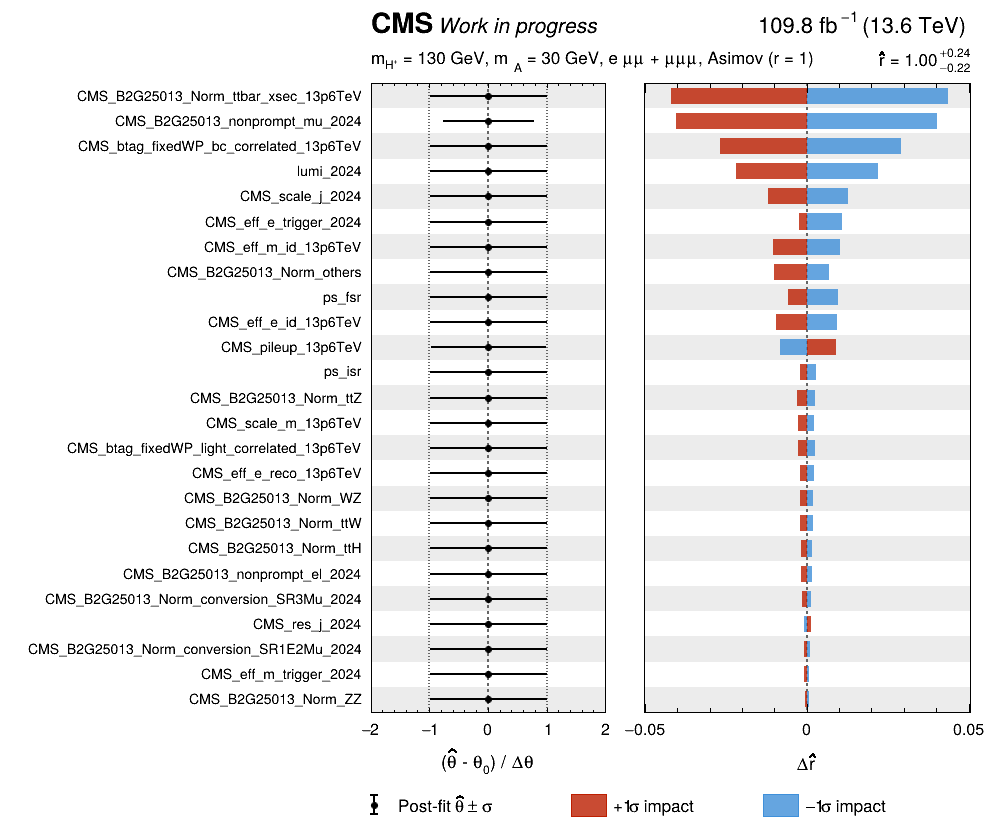 CMS Work in progress 109.8 fb⁻¹ (13.6 TeV)
m_H⁺ = 130 GeV, m_A = 30 GeV, e μμ + μμμ, Asimov (r = 1) r̂ = 1.00 +0.24 −0.22
CMS_B2G25013_Norm_ttbar_xsec_13p6TeV
CMS_B2G25013_nonprompt_mu_2024
CMS_btag_fixedWP_bc_correlated_13p6TeV
lumi_2024
CMS_scale_j_2024
CMS_eff_e_trigger_2024
CMS_eff_m_id_13p6TeV
CMS_B2G25013_Norm_others
ps_fsr
CMS_eff_e_id_13p6TeV
CMS_pileup_13p6TeV
ps_isr
CMS_B2G25013_Norm_ttZ
CMS_scale_m_13p6TeV
CMS_btag_fixedWP_light_correlated_13p6TeV
CMS_eff_e_reco_13p6TeV
CMS_B2G25013_Norm_WZ
CMS_B2G25013_Norm_ttW
CMS_B2G25013_Norm_ttH
CMS_B2G25013_nonprompt_el_2024
CMS_B2G25013_Norm_conversion_SR3Mu_2024
CMS_res_j_2024
CMS_B2G25013_Norm_conversion_SR1E2Mu_2024
CMS_eff_m_trigger_2024
CMS_B2G25013_Norm_ZZ
−2 −1 0 1 2 −0.05 0 0.05
(θ̂ - θ₀) / Δθ Δr̂
Post-fit θ̂ ± σ +1σ impact −1σ impact